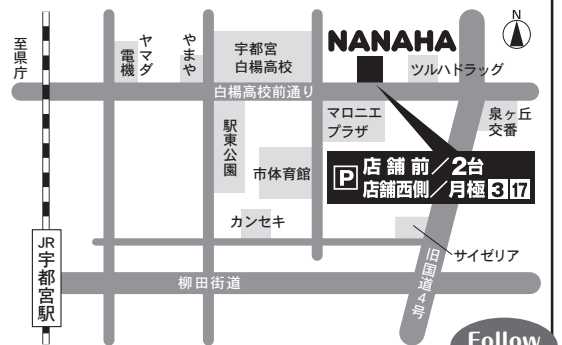 至県庁
ヤマダ
電機
やまや
宇都宮
白楊高校
NANAHA
N
ツルハドラッグ
白楊高校前通り
駅東公園
マロニエ
プラザ
泉ヶ丘
交番
市体育館
P
店舗前／2台
店舗西側／月極 3 17
カンセキ
JR
宇都宮駅
サイゼリア
旧国道4号
柳田街道
Follow